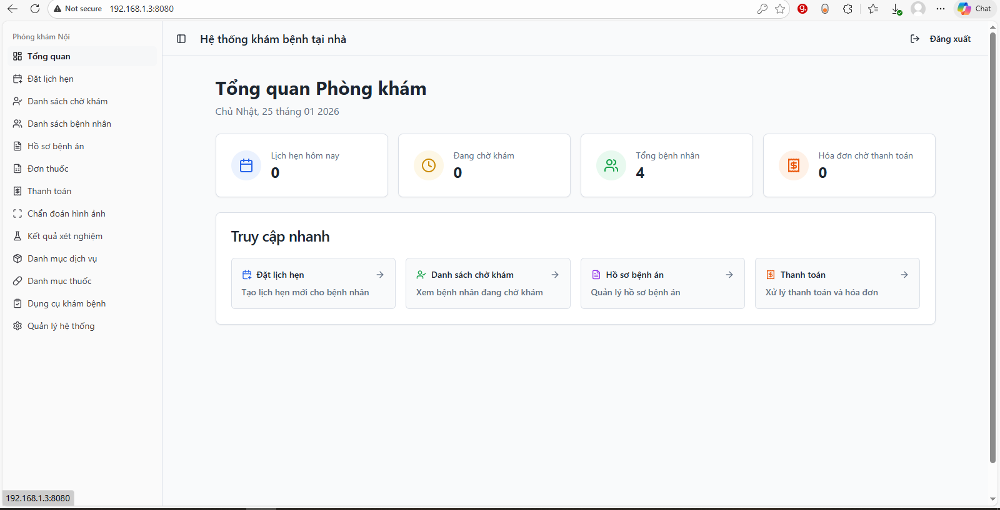 Not secure 192.168.1.3:8080
Chat
Phòng khám Nội
Tổng quan
Đặt lịch hẹn
Danh sách chờ khám
Danh sách bệnh nhân
Hồ sơ bệnh án
Đơn thuốc
Thanh toán
Chẩn đoán hình ảnh
Kết quả xét nghiệm
Danh mục dịch vụ
Danh mục thuốc
Dụng cụ khám bệnh
Quản lý hệ thống
Hệ thống khám bệnh tại nhà
Đăng xuất
Tổng quan Phòng khám
Chủ Nhật, 25 tháng 01 2026
Lịch hẹn hôm nay
0
Đang chờ khám
0
Tổng bệnh nhân
4
Hóa đơn chờ thanh toán
0
Truy cập nhanh
Đặt lịch hẹn
Tạo lịch hẹn mới cho bệnh nhân
Danh sách chờ khám
Xem bệnh nhân đang chờ khám
Hồ sơ bệnh án
Quản lý hồ sơ bệnh án
Thanh toán
Xử lý thanh toán và hóa đơn
192.168.1.3:8080